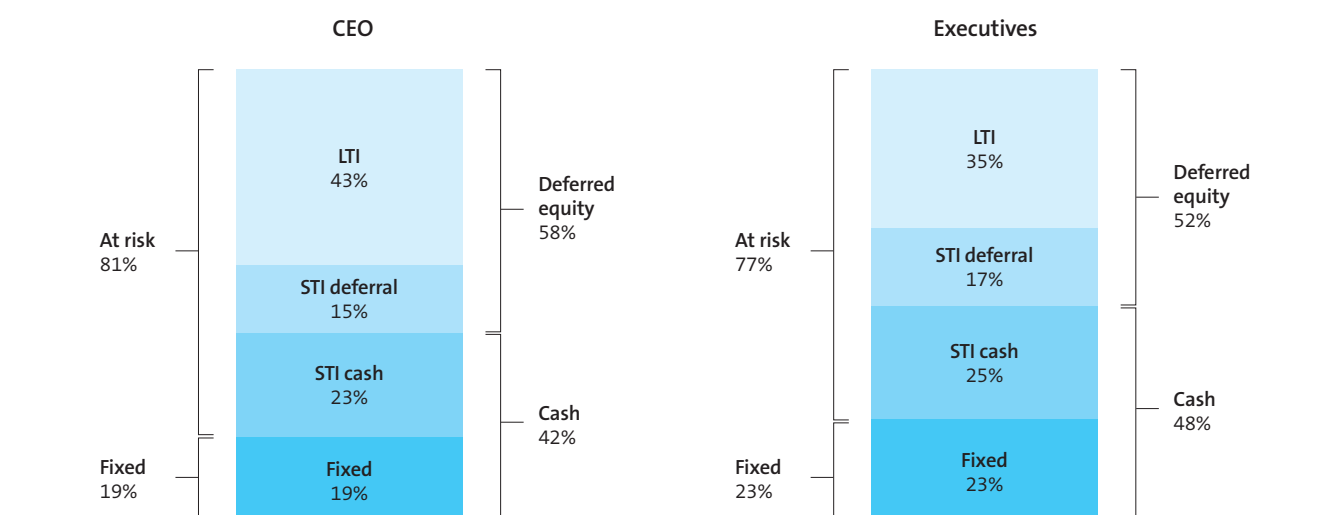 CEO
LTI
43%
STI deferral
15%
STI cash
23%
Fixed
19%
At risk
81%
Fixed
19%
Deferred
equity
58%
Cash
42%
Executives
LTI
35%
STI deferral
17%
STI cash
25%
Fixed
23%
At risk
77%
Fixed
23%
Deferred
equity
52%
Cash
48%